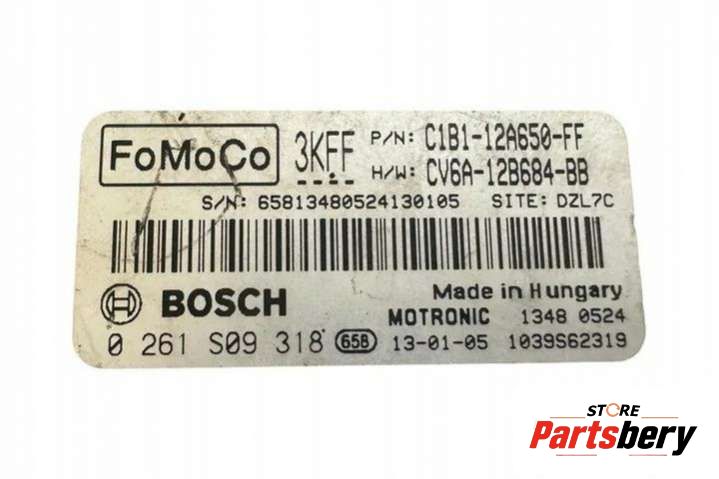 FoMoCo 3KFF P/N: C1B1-12A650-FF
H/W: CV6A-12B684-BB
S/N: 65813480524130105 SITE: DZL7C
BOSCH Made in Hungary
MOTRONIC 1348 0524
0 261 S09 318 65B 13-01-05 1039S62319
STORE
Partsbery